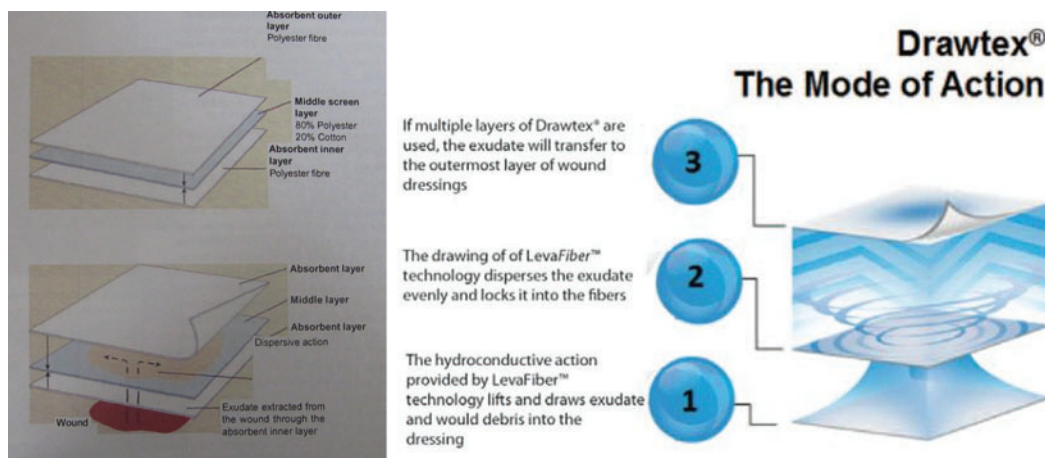 Absorbent outer
layer
Polyester fibre
Middle screen
layer
80% Polyester
20% Cotton
Absorbent inner
layer
Polyester fibre
Absorbent layer
Middle layer
Absorbent layer
Dispersive action
Exudate extracted from
the wound through the
absorbent inner layer
Wound
Drawtex®
The Mode of Action
If multiple layers of Drawtex® are
used, the exudate will transfer to
the outermost layer of wound
dressings
3
The drawing of of LevaFiber™
technology disperses the exudate
evenly and locks it into the fibers
2
The hydroconductive action
provided by LevaFiber™
technology lifts and draws exudate
and would debris into the
dressing
1